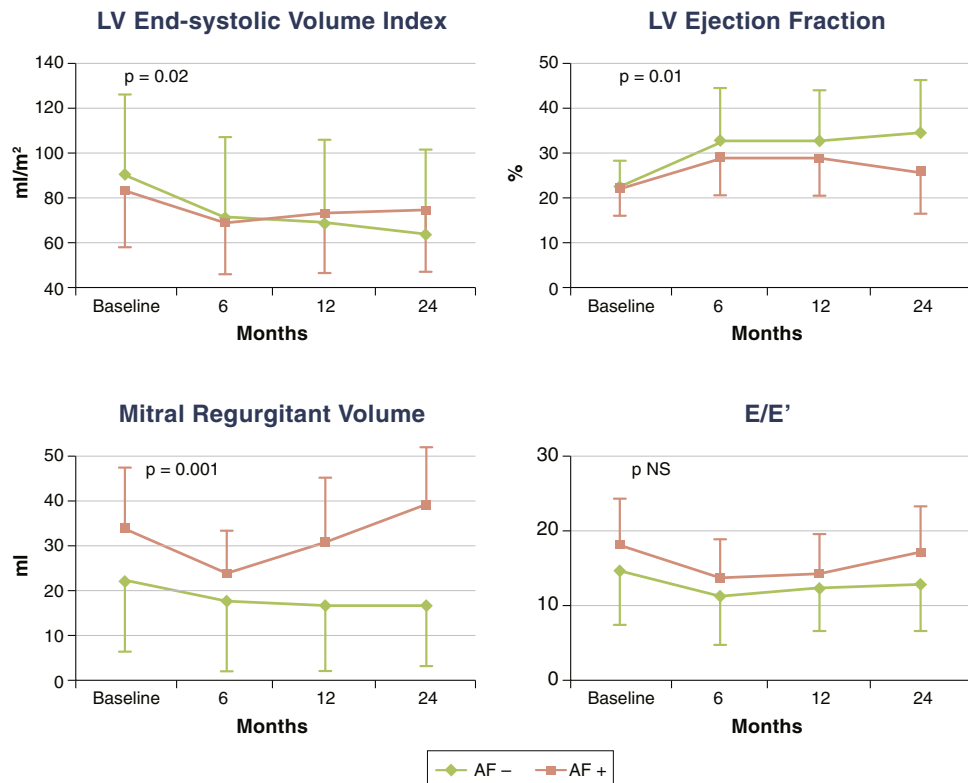 LV End-systolic Volume Index
140
120
100
80
60
40
ml/m²
p = 0.02
Baseline 6 12 24
Months
LV Ejection Fraction
50
40
30
20
10
0
%
p = 0.01
Baseline 6 12 24
Months
Mitral Regurgitant Volume
50
40
30
20
10
0
ml
p = 0.001
Baseline 6 12 24
Months
E/E’
30
20
10
0
p NS
Baseline 6 12 24
Months
AF – AF +